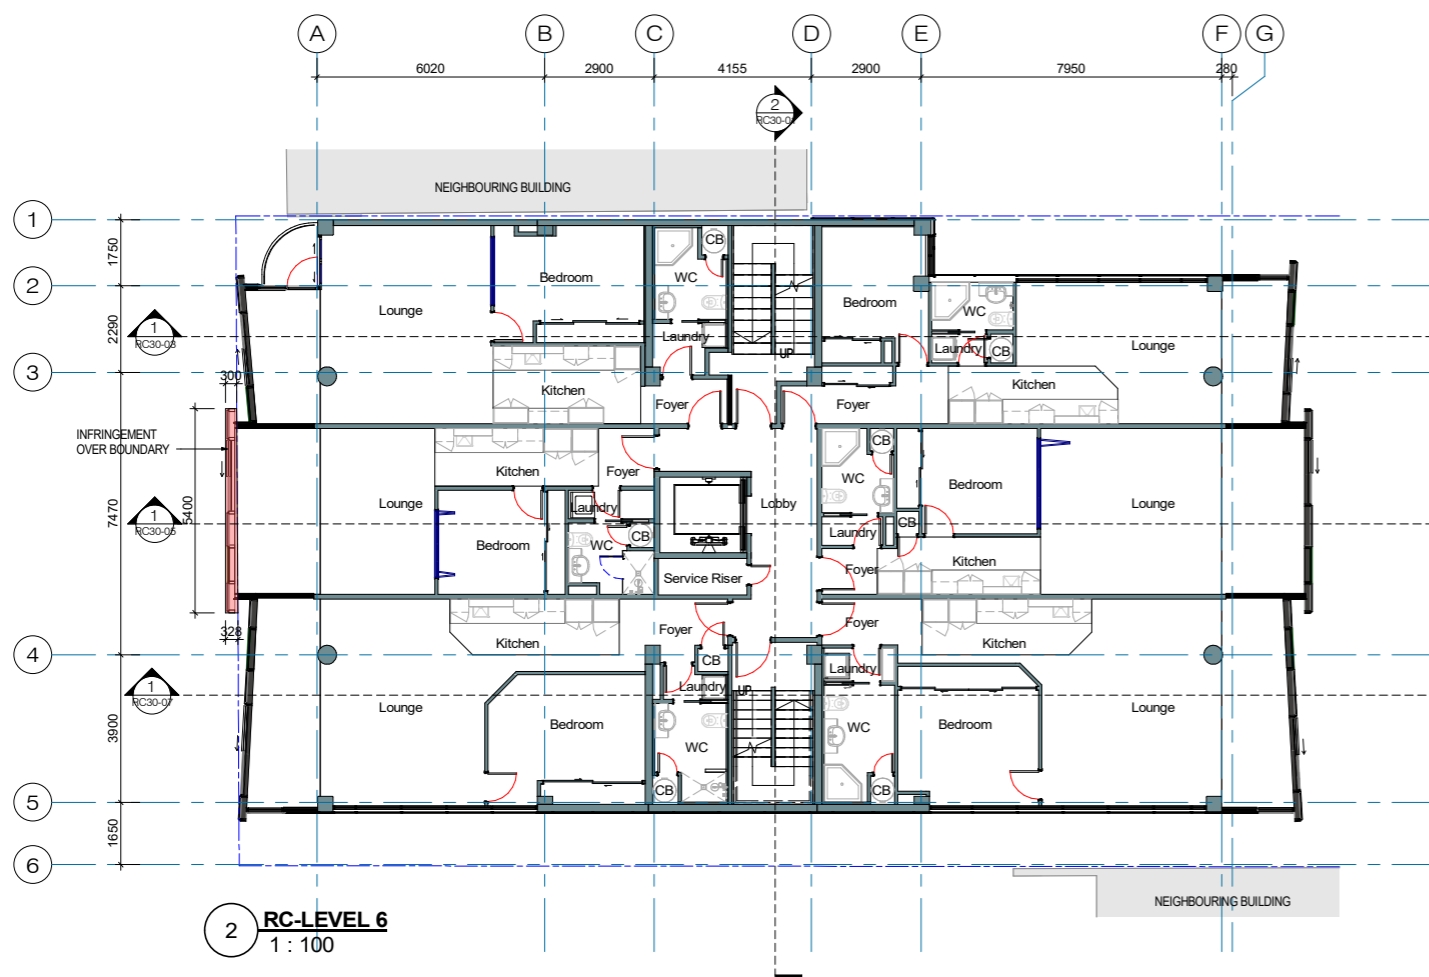 A B C D E F G
6020 2900 4155 2900 7950 280
2
RC30-01
NEIGHBOURING BUILDING
1
1750
CB CB
WC
Bedroom
2
Lounge
Bedroom
WC
2290
1
RC30-03
Laundry
UP
Laundry
CB
Lounge
3
300
Kitchen
Kitchen
Foyer
Foyer
INFRINGEMENT
OVER BOUNDARY
CB
Kitchen
Foyer
WC
Bedroom
7470
5400
Lounge
Laundry
Lobby
Lounge
1
RC30-05
CB
Laundry
Bedroom
WC
CB
Kitchen
Service Riser
Foyer
328
Kitchen
Foyer
Foyer
Kitchen
4
CB
Laundry
1
RC30-07
Laundry
UP
3900
Lounge
Bedroom
WC
WC
Bedroom
Lounge
CB
CB
5
1650
6
NEIGHBOURING BUILDING
2
RC-LEVEL 6
1 : 100